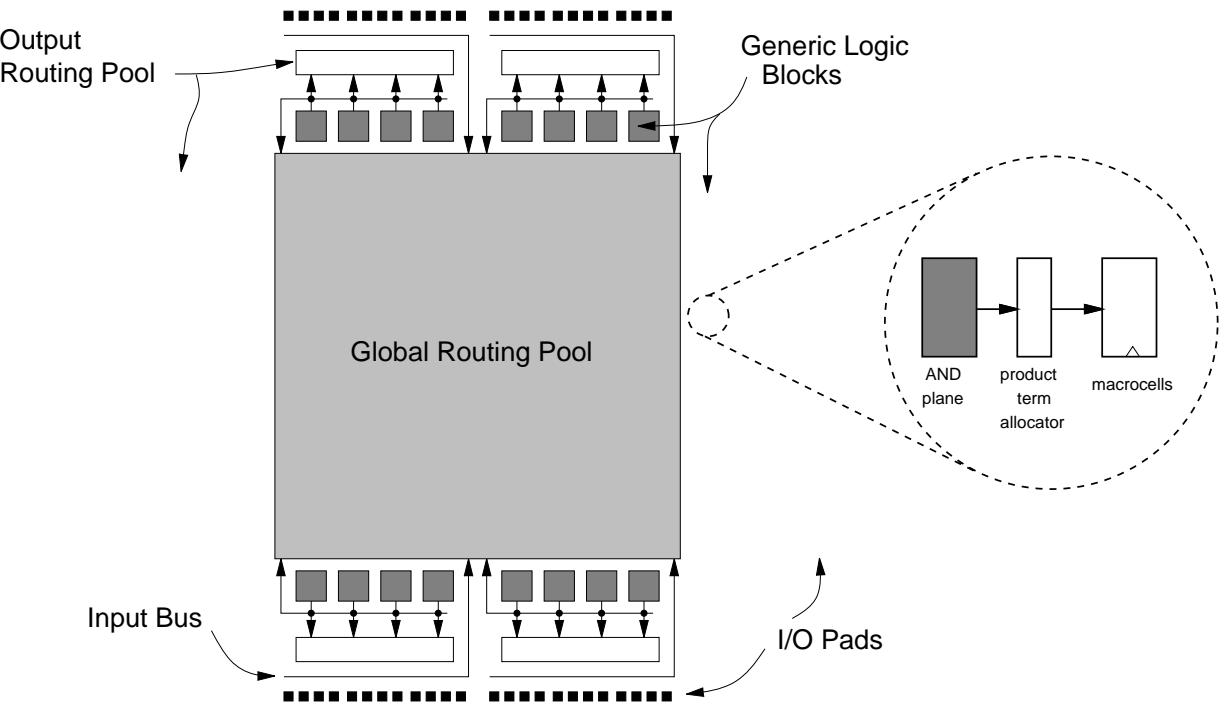 Output
Routing Pool
Generic Logic
Blocks
Global Routing Pool
AND
plane
product
term
allocator
macrocells
Input Bus
I/O Pads